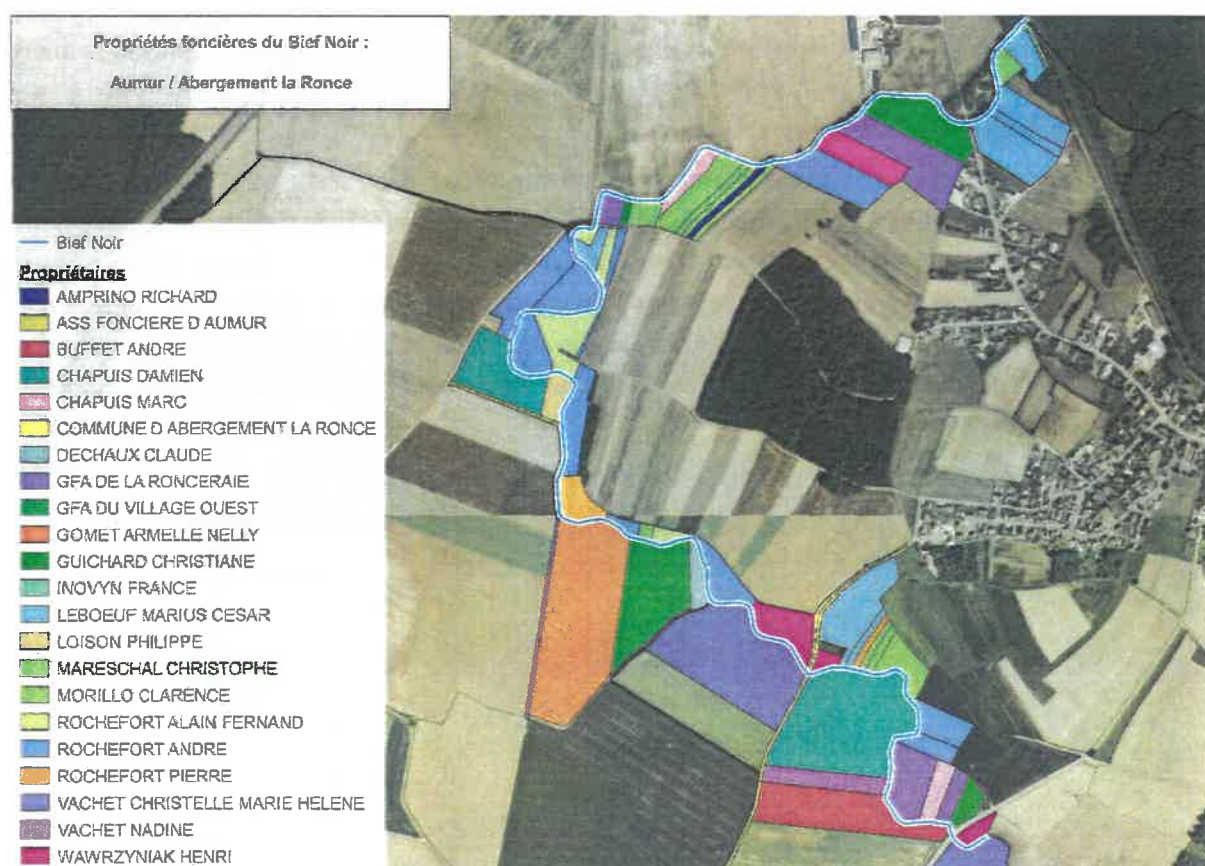 Propriétés foncières du Bief Noir :
Aumur / Abergement la Ronce
Bief Noir
Propriétaires
AMPRINO RICHARD
ASS FONCIERE D AUMUR
BUFFET ANDRE
CHAPUIS DAMIEN
CHAPUIS MARC
COMMUNE D ABERGEMENT LA RONCE
DECHAUX CLAUDE
GFA DE LA RONCERAIE
GFA DU VILLAGE OUEST
GOMET ARMELLE NELLY
GUICHARD CHRISTIANE
INOVYN FRANCE
LEBOEUF MARIUS CESAR
LOISON PHILIPPE
MARESCHAL CHRISTOPHE
MORILLO CLARENCE
ROCHEFORT ALAIN FERNAND
ROCHEFORT ANDRE
ROCHEFORT PIERRE
VACHET CHRISTELLE MARIE HELENE
VACHET NADINE
WAWRZYNIAK HENRI